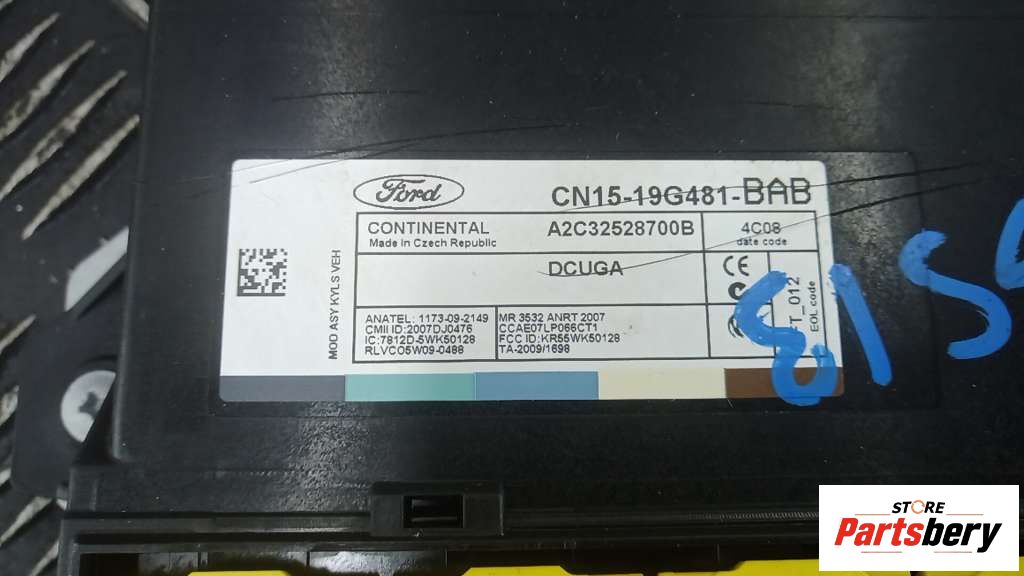 Ford
CN15-19G481-BAB
CONTINENTAL
Made in Czech Republic
A2C32528700B
4C08
date code
DCUGA
CE
MOD ASY KYLS VEH
ANATEL: 1173-09-2149
CMII ID:2007DJ0476
IC:7812D-5WK50128
RLVCO5W09-0488
MR 3532 ANRT 2007
CCAE07LP066CT1
FCC ID:KR55WK50128
TA-2009/1698
EOL code
STORE
Partsbery